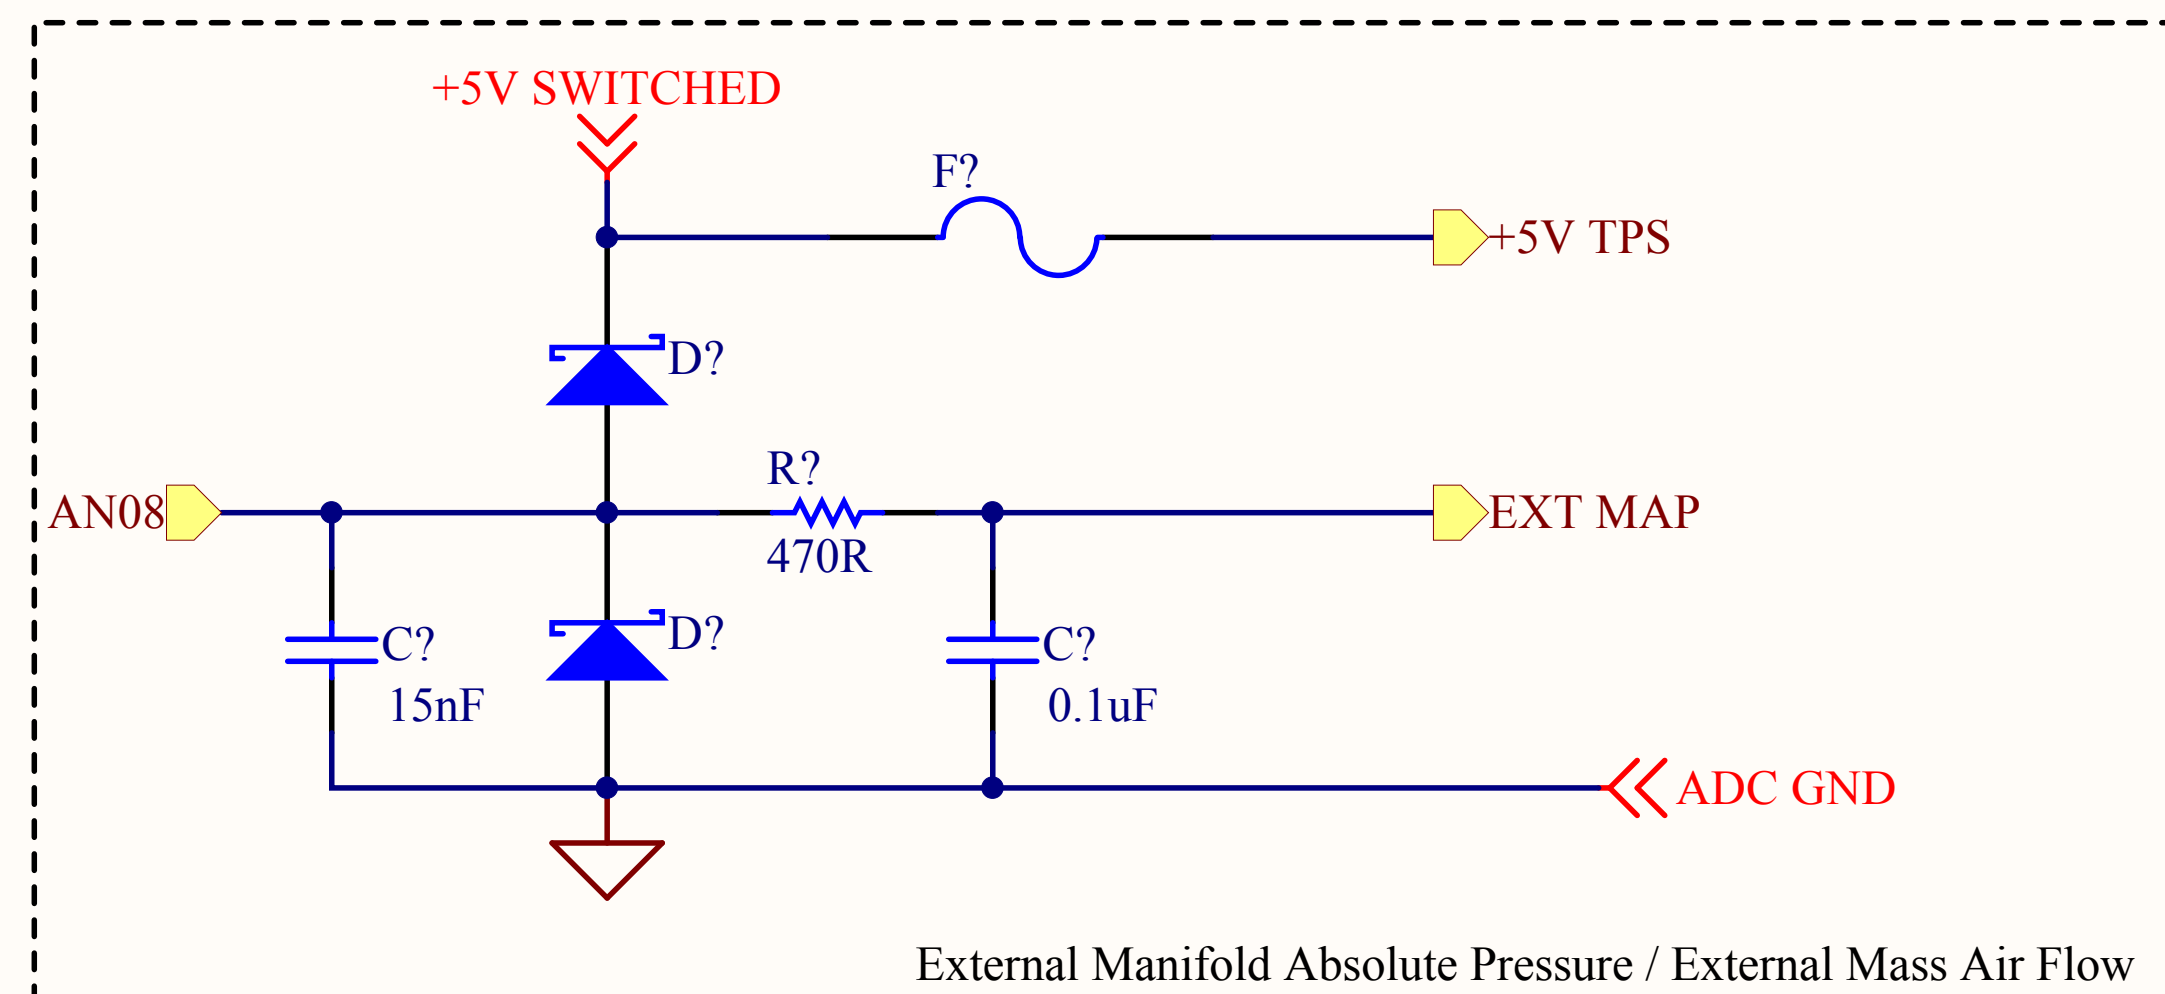 +5V SWITCHED
F?
+5V TPS
D?
R?
AN08
EXT MAP
470R
D?
C?
C?
15nF
0.1uF
ADC GND
External Manifold Absolute Pressure / External Mass Air Flow